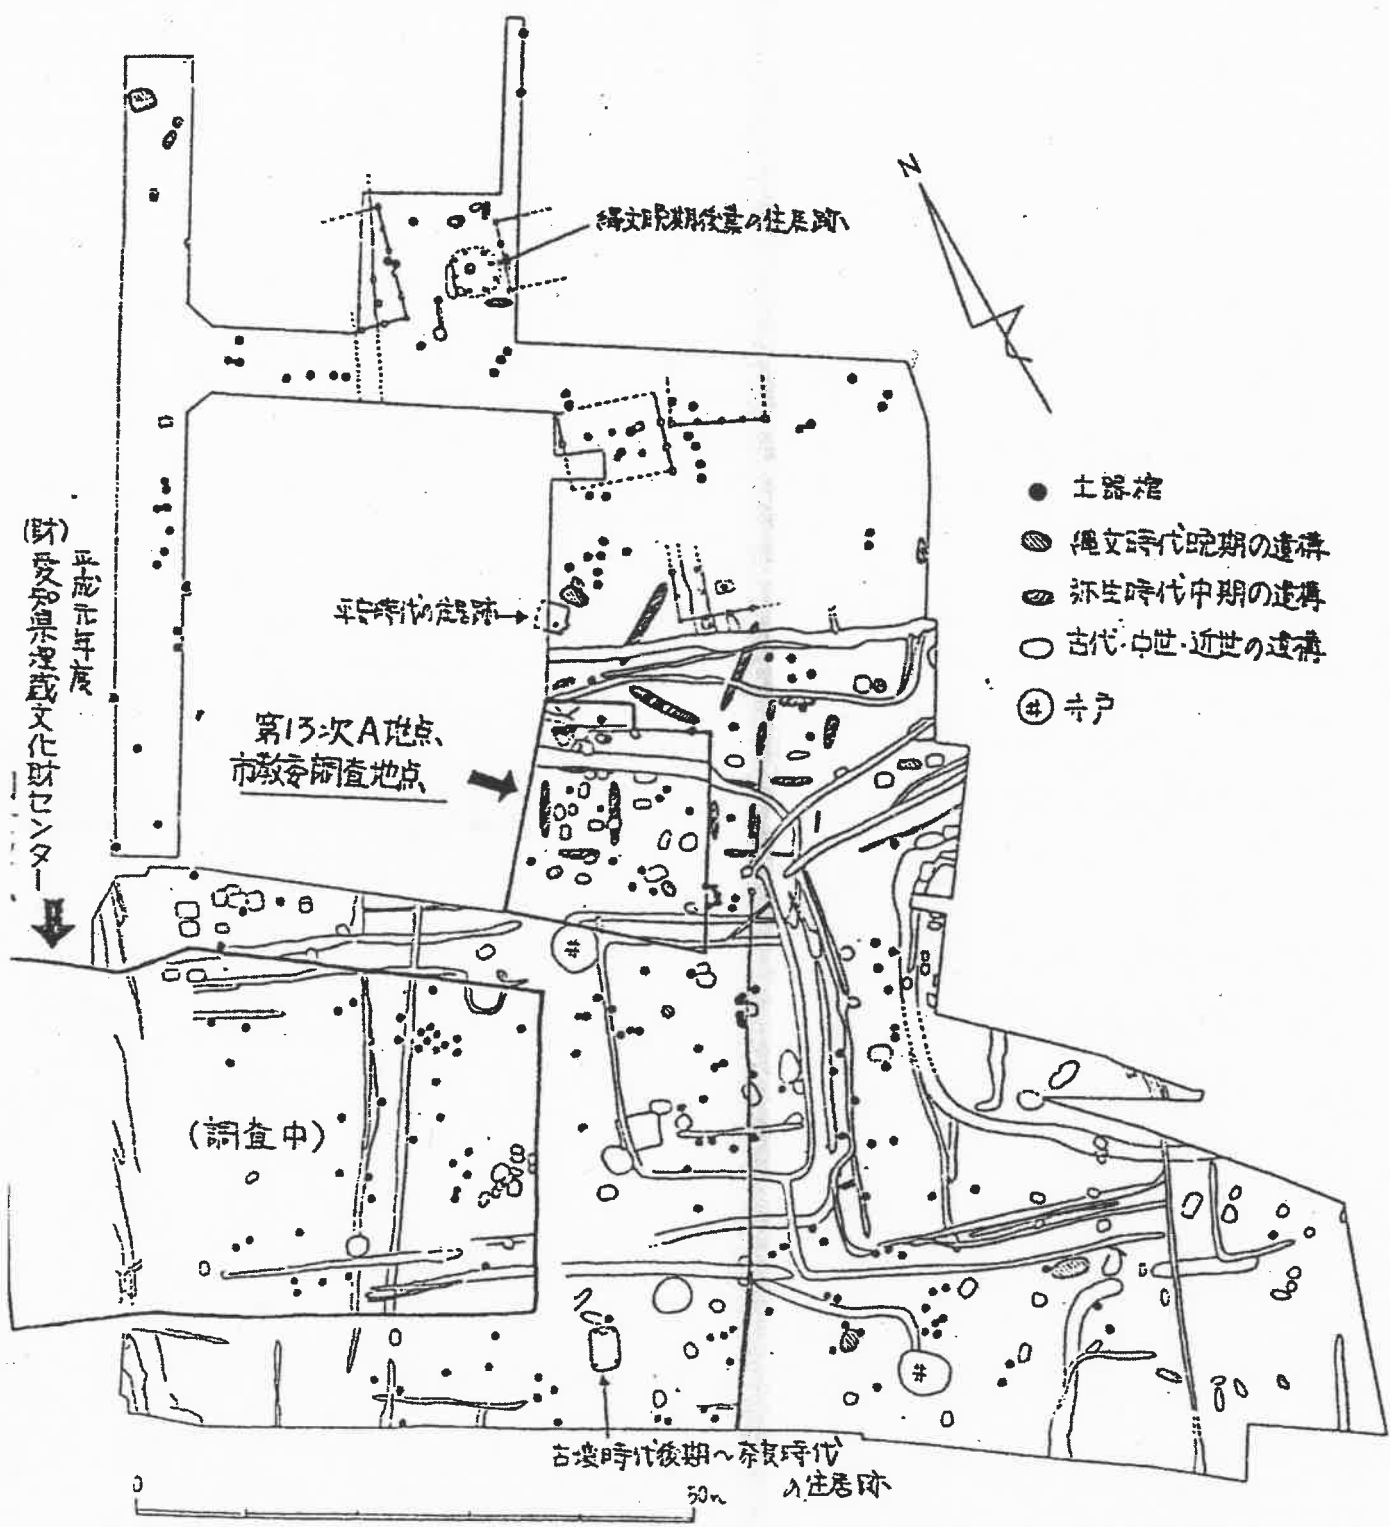 N
縄文晩期後葉の住居跡
● 土器棺
縄文時代晩期の遺構
弥生時代中期の遺構
古代・中世・近世の遺構
# 井戸
平安時代の住居跡
第13次A地点、
市教委調査地点
平成元年度
(財)愛知県埋蔵文化財センター
#
(調査中)
#
古墳時代後期～奈良時代
の住居跡
0
50m